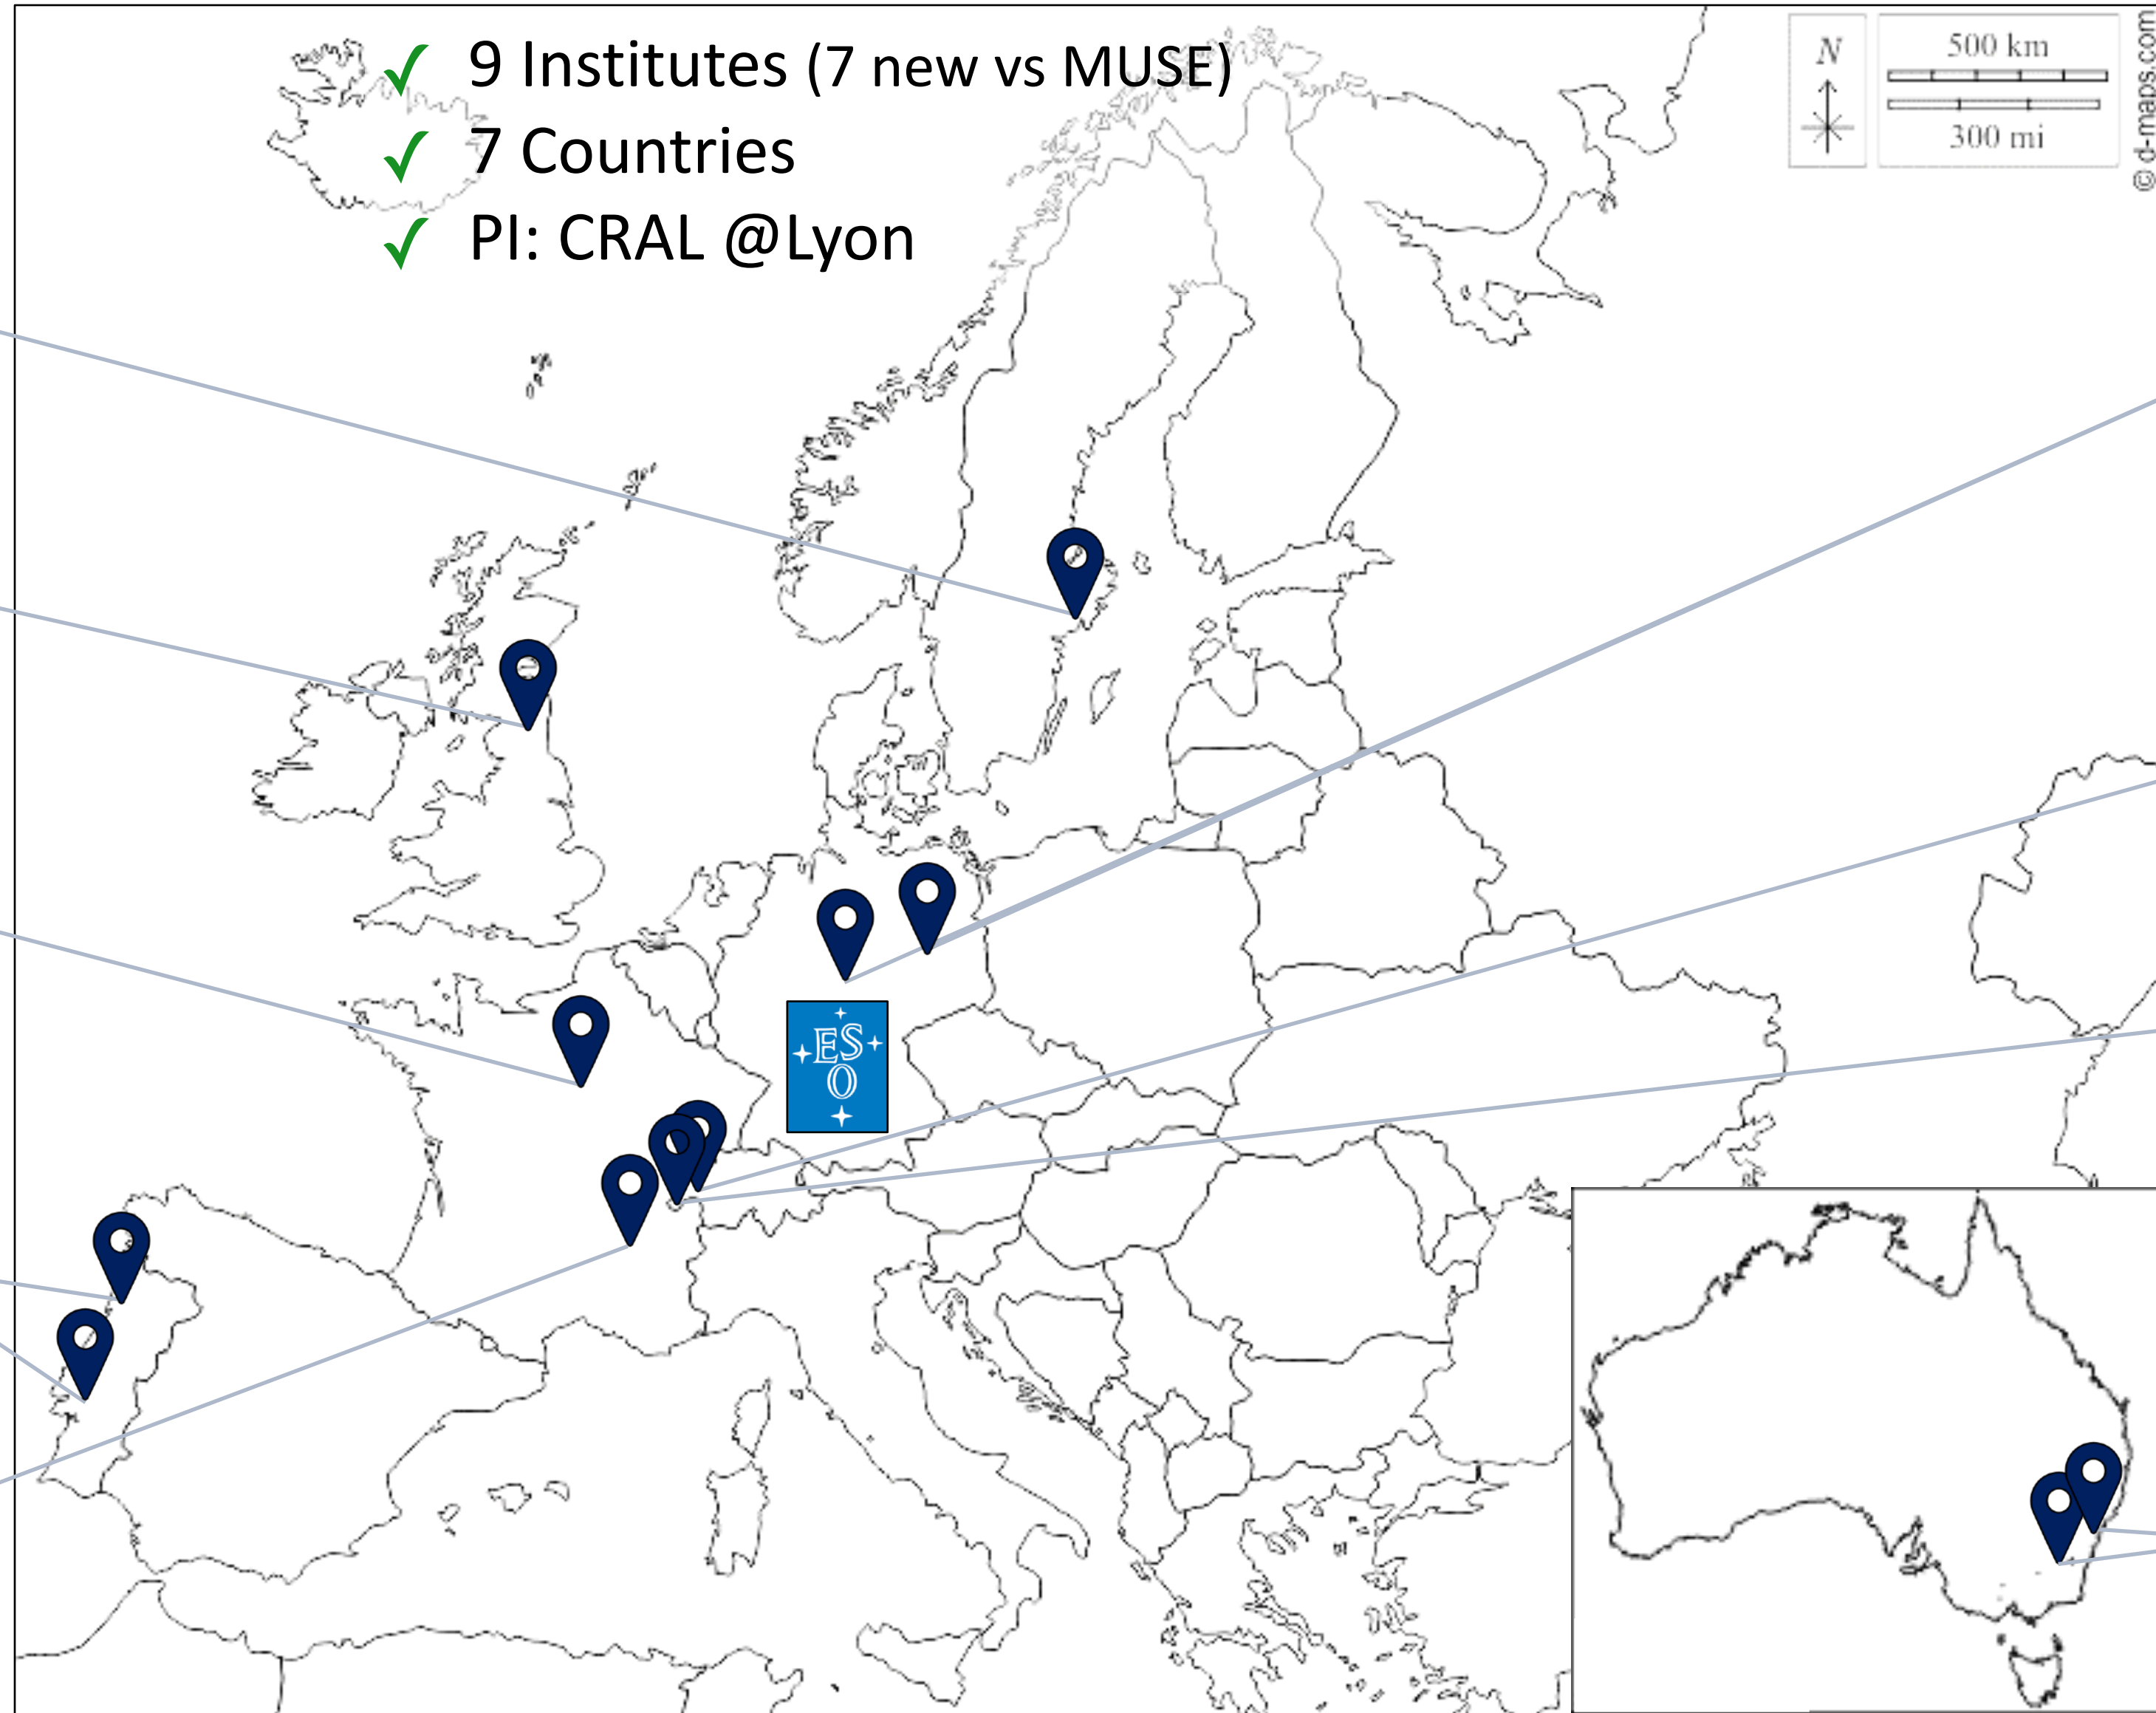 ✓ 9 Institutes (7 new vs MUSE)
✓ 7 Countries
✓ PI: CRAL @Lyon
N
500 km
300 mi
© d-maps.com
ES
O